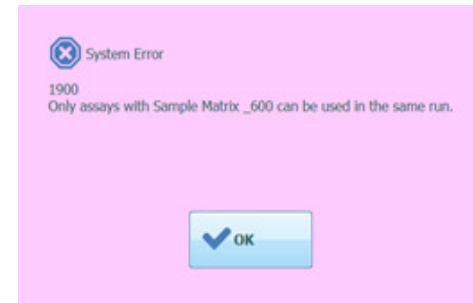 System Error
1900
Only assays with Sample Matrix _600 can be used in the same run.
OK